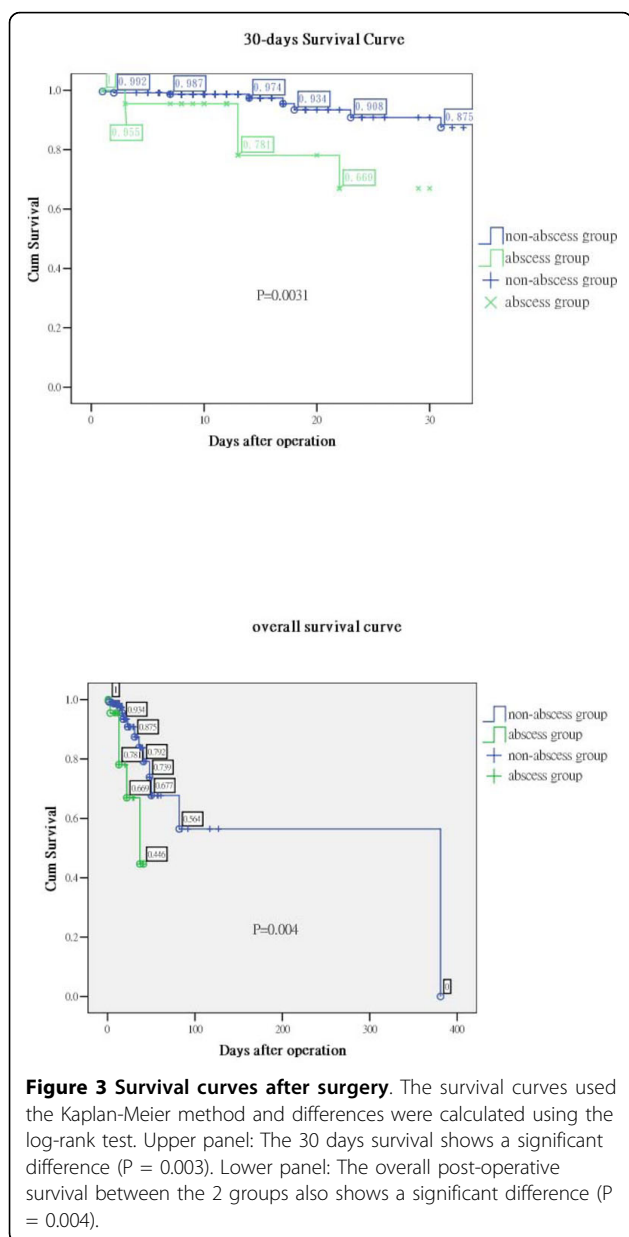 30-days Survival Curve
1.0
0.8
0.6
0.4
0.2
0.0
Cum Survival
1
0.992
0.987
0.974
0.934
0.908
0.875
0.955
0.781
0.669
P=0.0031
0
10
20
30
Days after operation
non-abscess group
abscess group
non-abscess group
abscess group
overall survival curve
1.0
0.8
0.6
0.4
0.2
0.0
Cum Survival
1
0.934
0.875
0.792
0.781
0.739
0.677
0.669
0.564
0.446
0
P=0.004
0
100
200
300
400
Days after operation
non-abscess group
abscess group
non-abscess group
abscess group
Figure 3 Survival curves after surgery. The survival curves used
the Kaplan-Meier method and differences were calculated using the
log-rank test. Upper panel: The 30 days survival shows a significant
difference (P = 0.003). Lower panel: The overall post-operative
survival between the 2 groups also shows a significant difference (P
= 0.004).